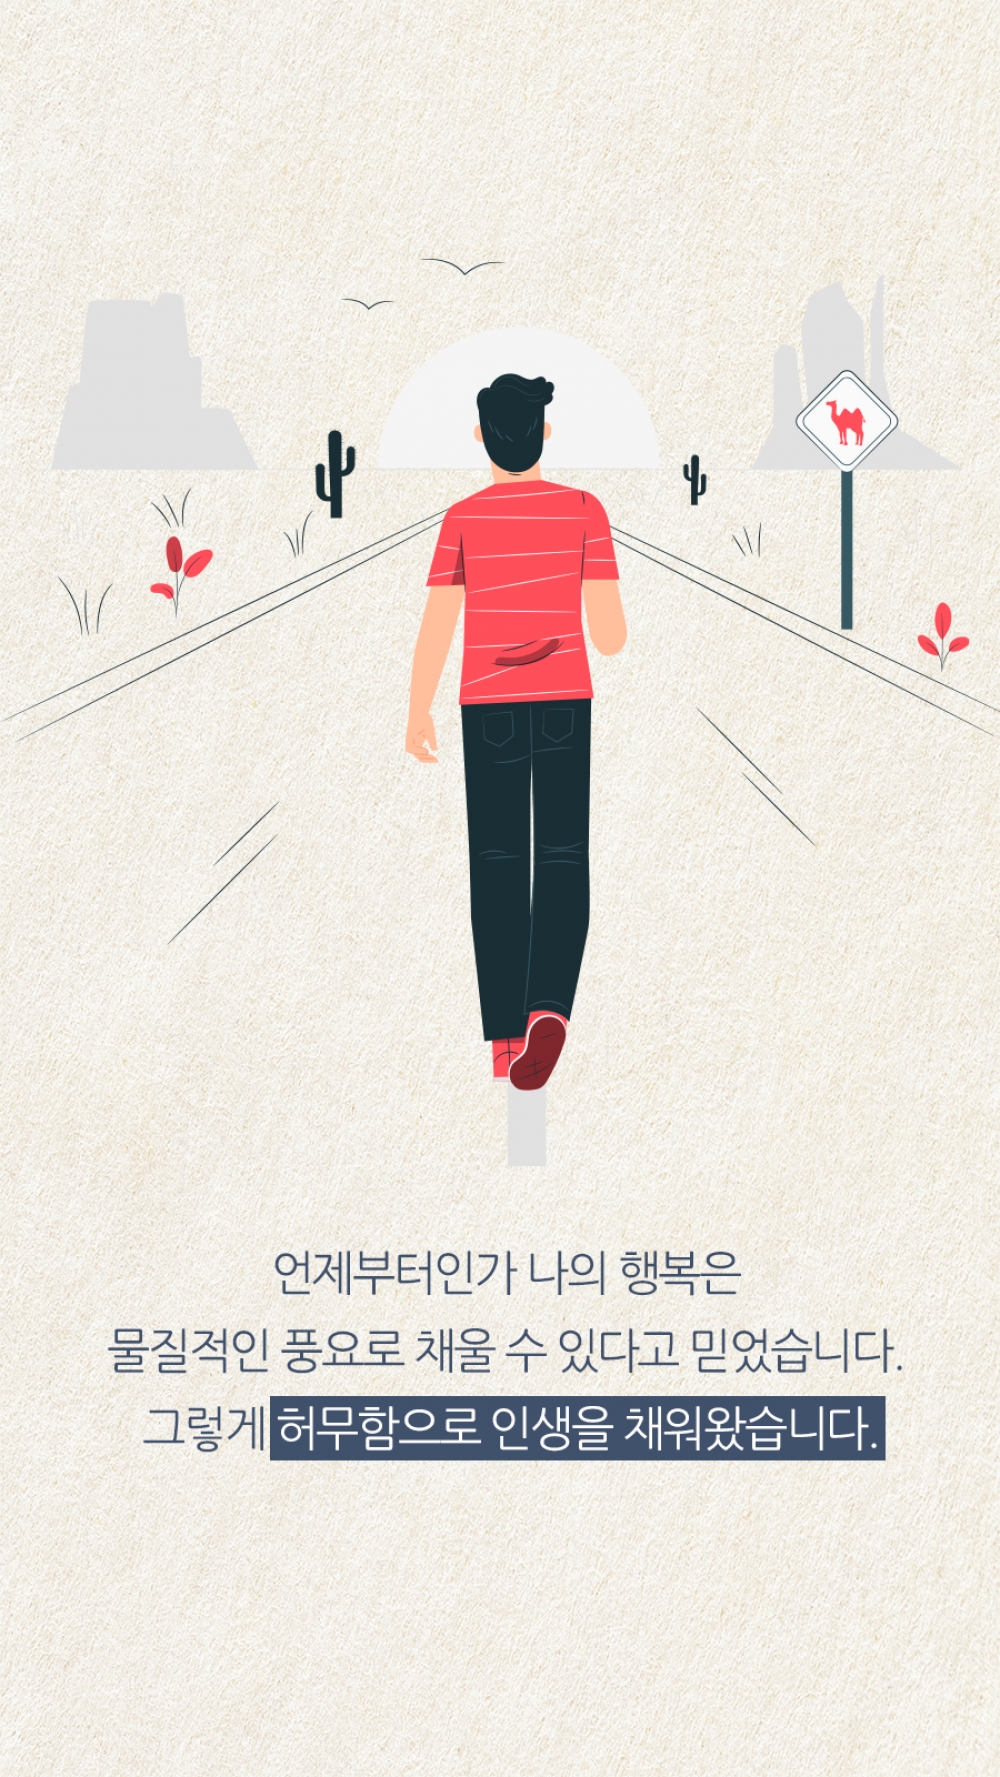 언제부터인가 나의 행복은
물질적인 풍요로 채울 수 있다고 믿었습니다.
그렇게 허무함으로 인생을 채워왔습니다.